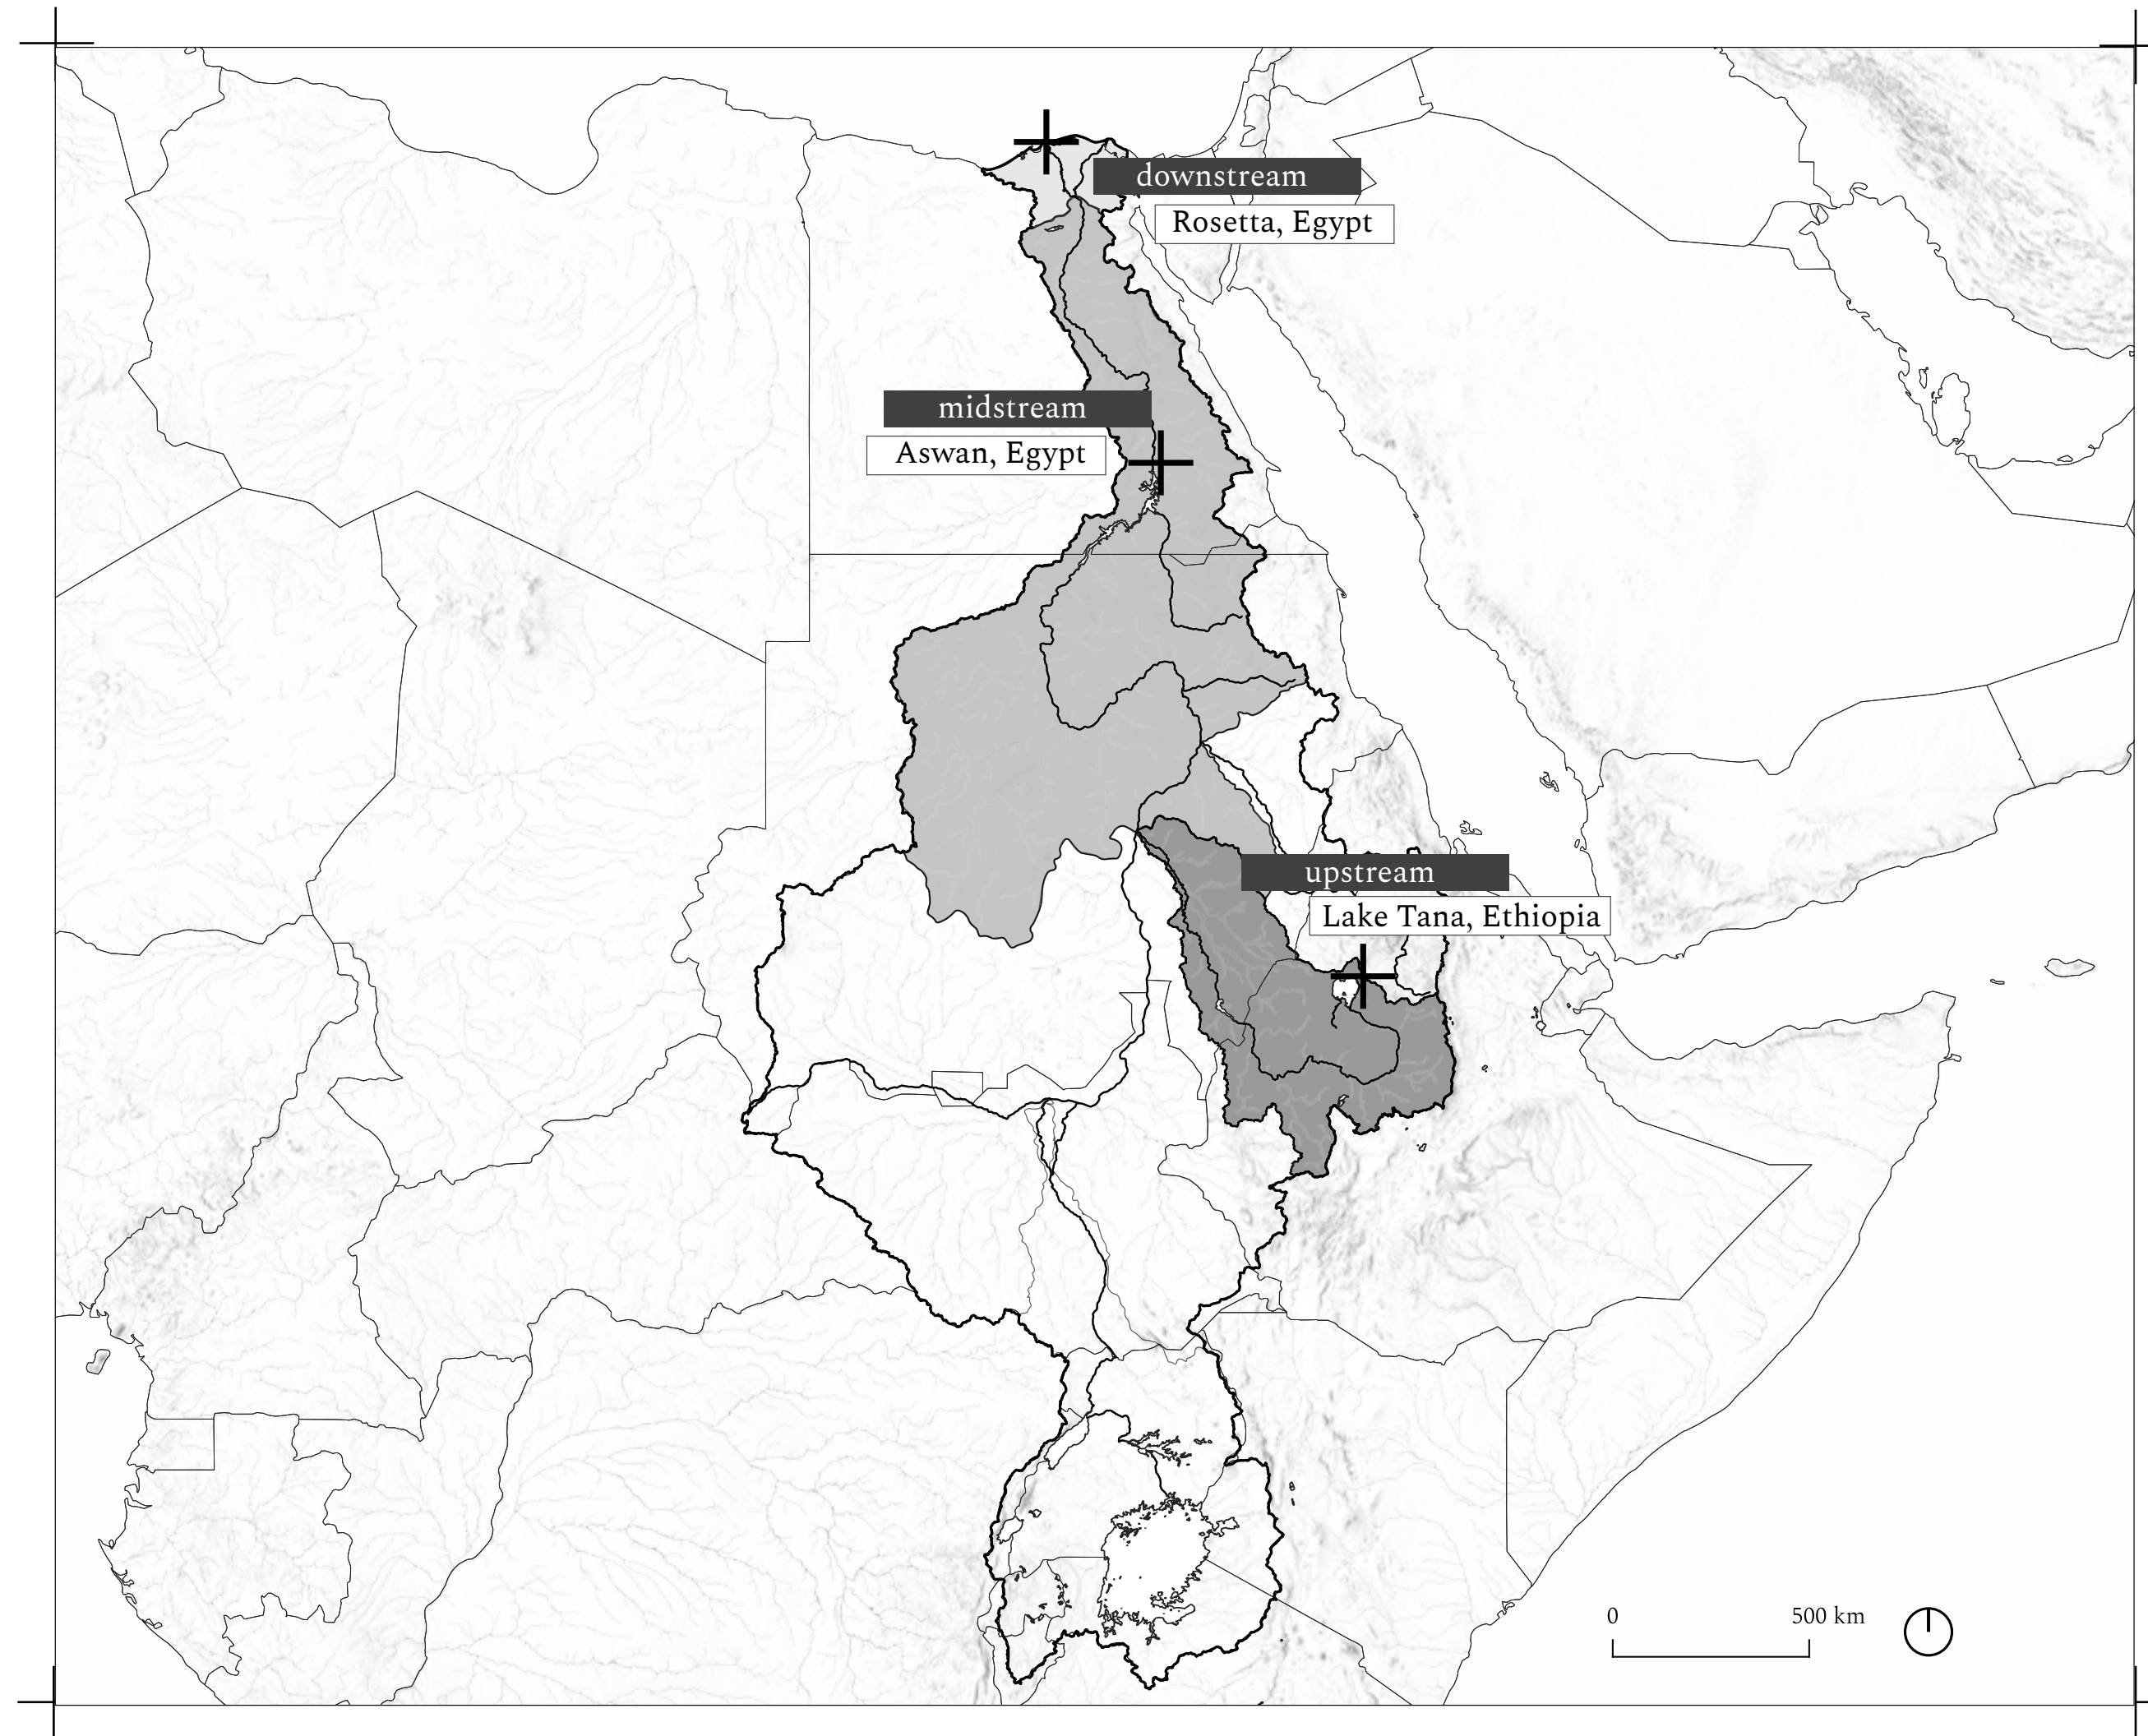 downstream
Rosetta, Egypt
midstream
Aswan, Egypt
upstream
Lake Tana, Ethiopia
0 500 km